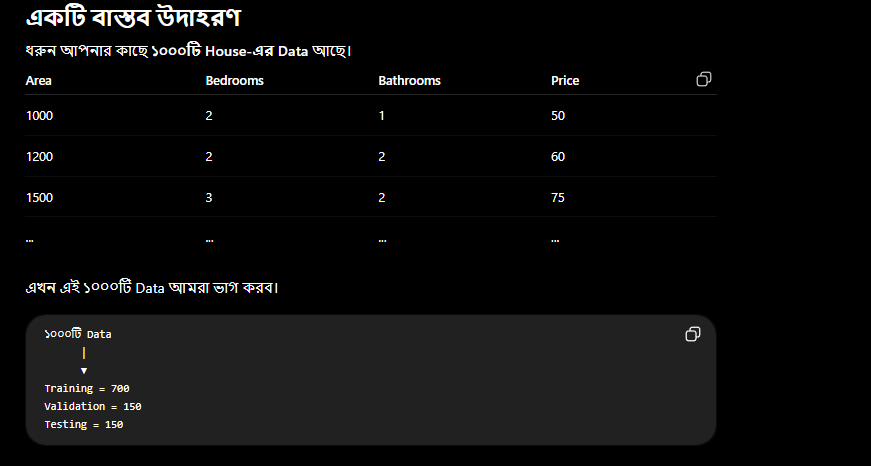 একটি বাস্তব উদাহরণ
ধরুন আপনার কাছে ১০০০টি House-এর Data আছে।
Area Bedrooms Bathrooms Price
1000 2 1 50
1200 2 2 60
1500 3 2 75
... ... ... ...
এখন এই ১০০০টি Data আমরা ভাগ করব।
১০০০টি Data
|
▼
Training = 700
Validation = 150
Testing = 150